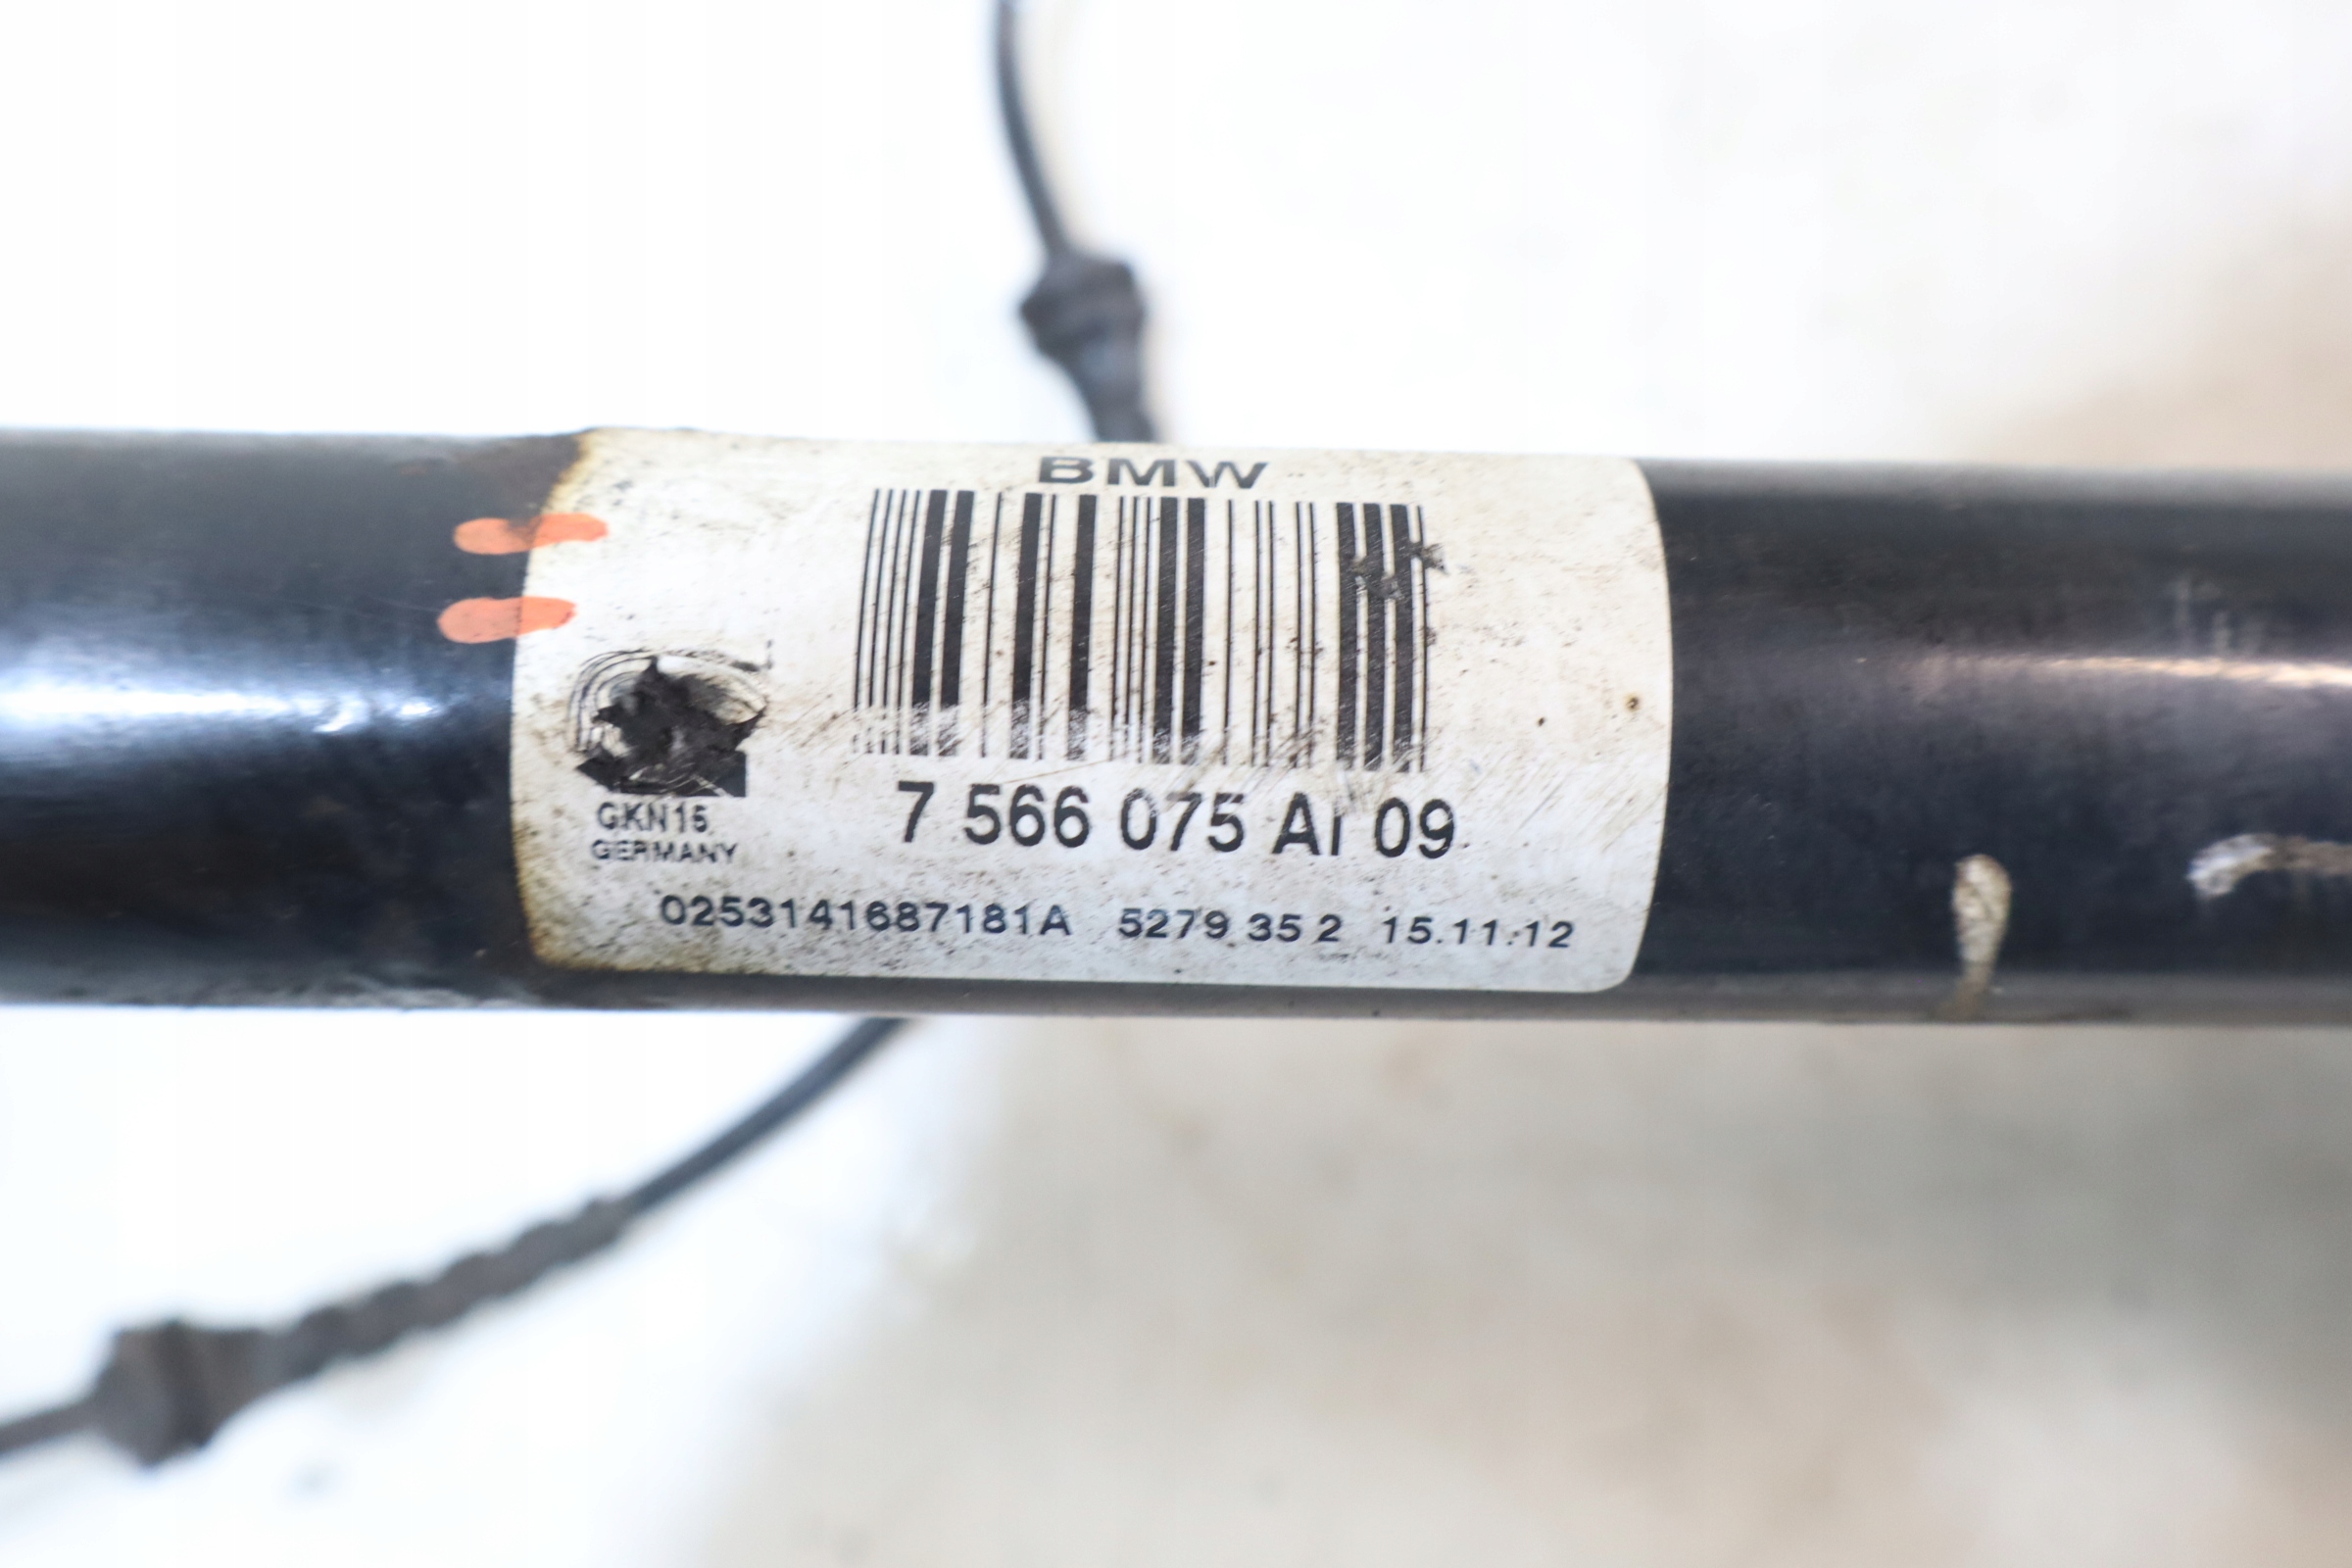 BMW
7 566 075 AI 09
GKN15
GERMANY
0253141687181A 5279 35 2 15.11.12